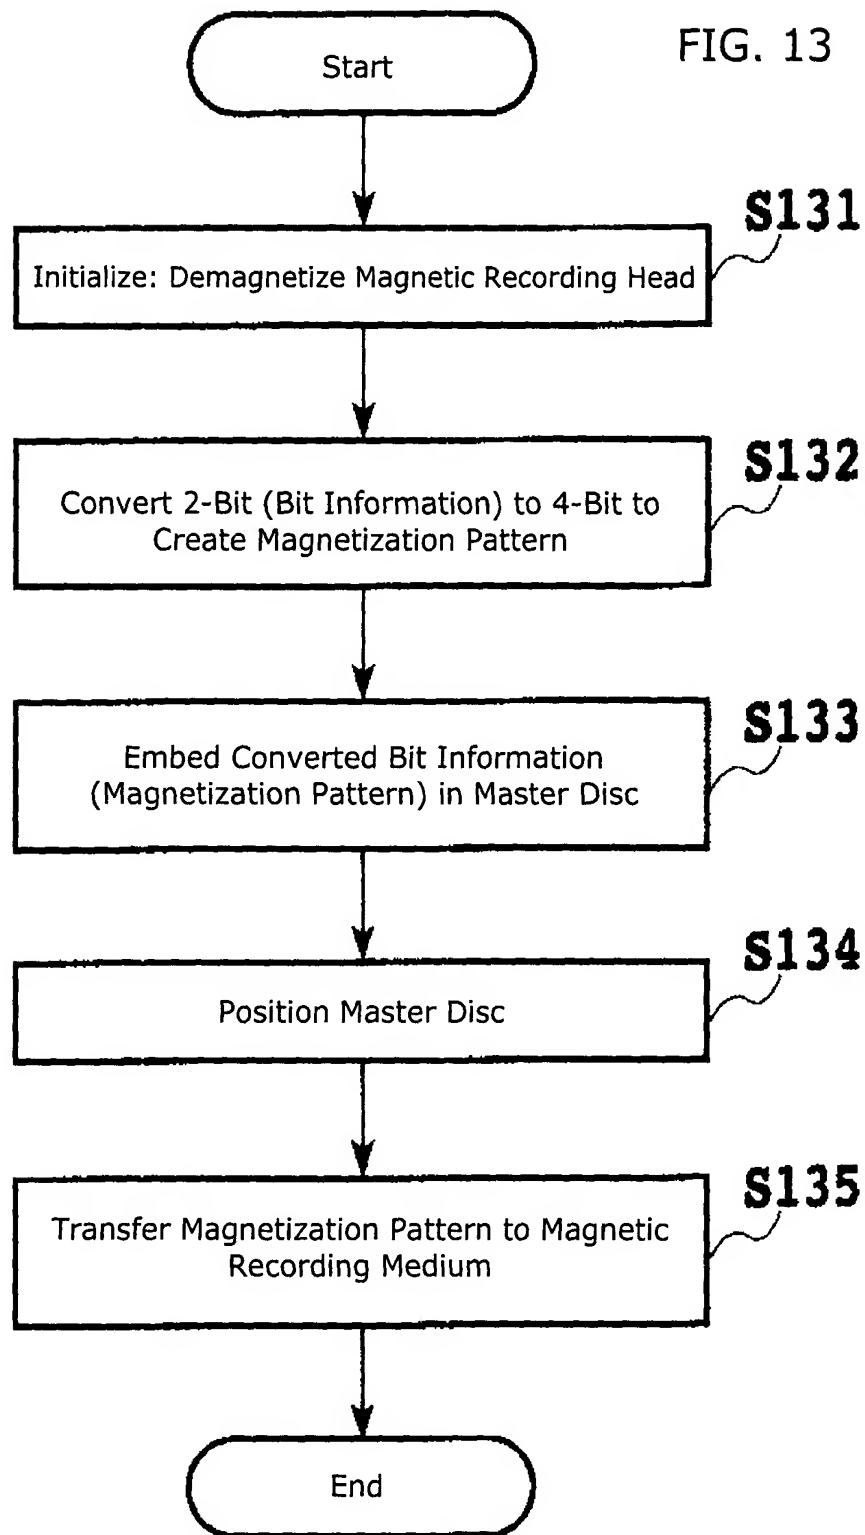 FIG. 13
Start
S131
Initialize: Demagnetize Magnetic Recording Head
S132
Convert 2-Bit (Bit Information) to 4-Bit to
Create Magnetization Pattern
S133
Embed Converted Bit Information
(Magnetization Pattern) in Master Disc
S134
Position Master Disc
S135
Transfer Magnetization Pattern to Magnetic
Recording Medium
End